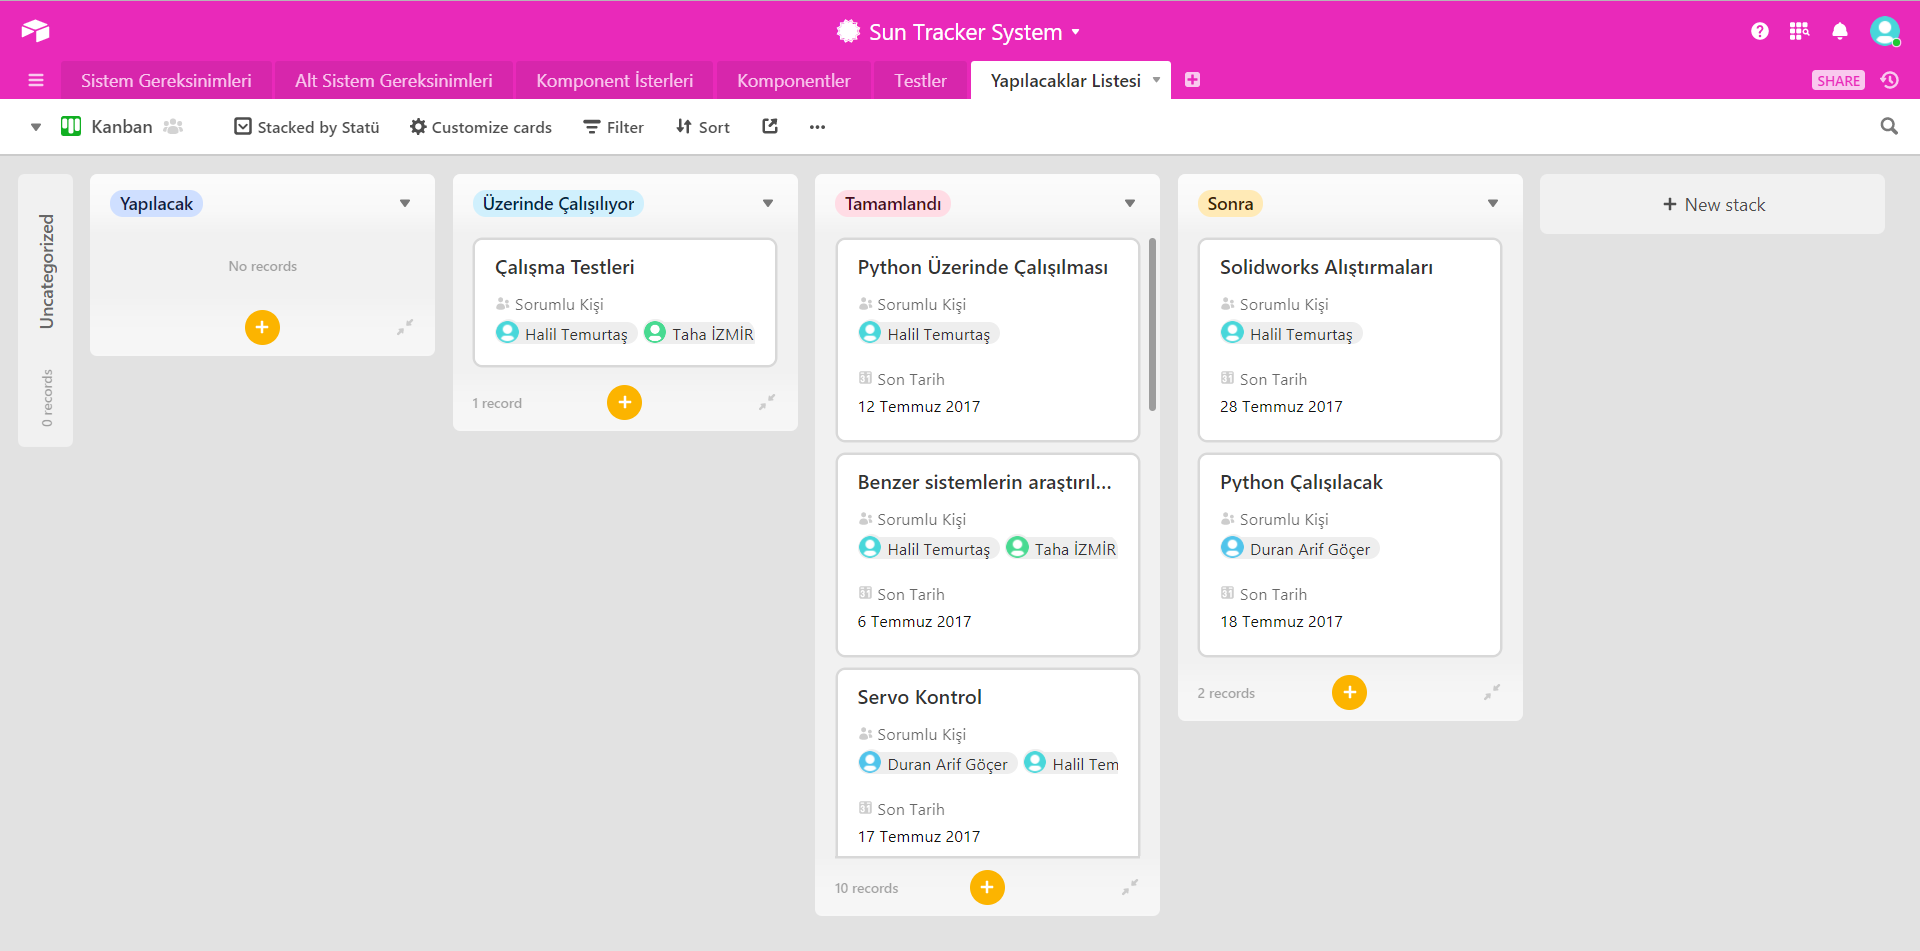 Sun Tracker System
Sistem Gereksinimleri
Alt Sistem Gereksinimleri
Komponent İsterleri
Komponentler
Testler
Yapılacaklar Listesi
SHARE
Kanban
Stacked by Statü
Customize cards
Filter
Sort
Uncategorized
0 records
Yapılacak
No records
Üzerinde Çalışılıyor
Çalışma Testleri
Sorumlu Kişi
Halil Temurtaş Taha İZMİR
1 record
Tamamlandı
Python Üzerinde Çalışılması
Sorumlu Kişi
Halil Temurtaş
Son Tarih
12 Temmuz 2017
Benzer sistemlerin araştırıl...
Sorumlu Kişi
Halil Temurtaş Taha İZMİR
Son Tarih
6 Temmuz 2017
Servo Kontrol
Sorumlu Kişi
Duran Arif Göçer Halil Tem
Son Tarih
17 Temmuz 2017
10 records
Sonra
Solidworks Alıştırmaları
Sorumlu Kişi
Halil Temurtaş
Son Tarih
28 Temmuz 2017
Python Çalışılacak
Sorumlu Kişi
Duran Arif Göçer
Son Tarih
18 Temmuz 2017
2 records
+ New stack